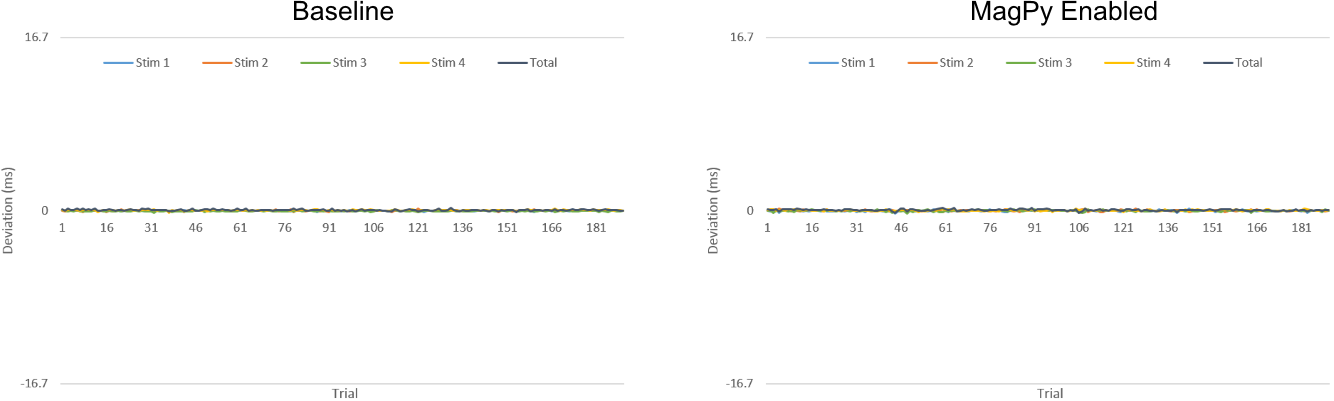 Baseline
16.7
Stim 1 Stim 2 Stim 3 Stim 4 Total
Deviation (ms)
0
1 16 31 46 61 76 91 106 121 136 151 166 181
-16.7
Trial
MagPy Enabled
16.7
Stim 1 Stim 2 Stim 3 Stim 4 Total
Deviation (ms)
0
1 16 31 46 61 76 91 106 121 136 151 166 181
-16.7
Trial